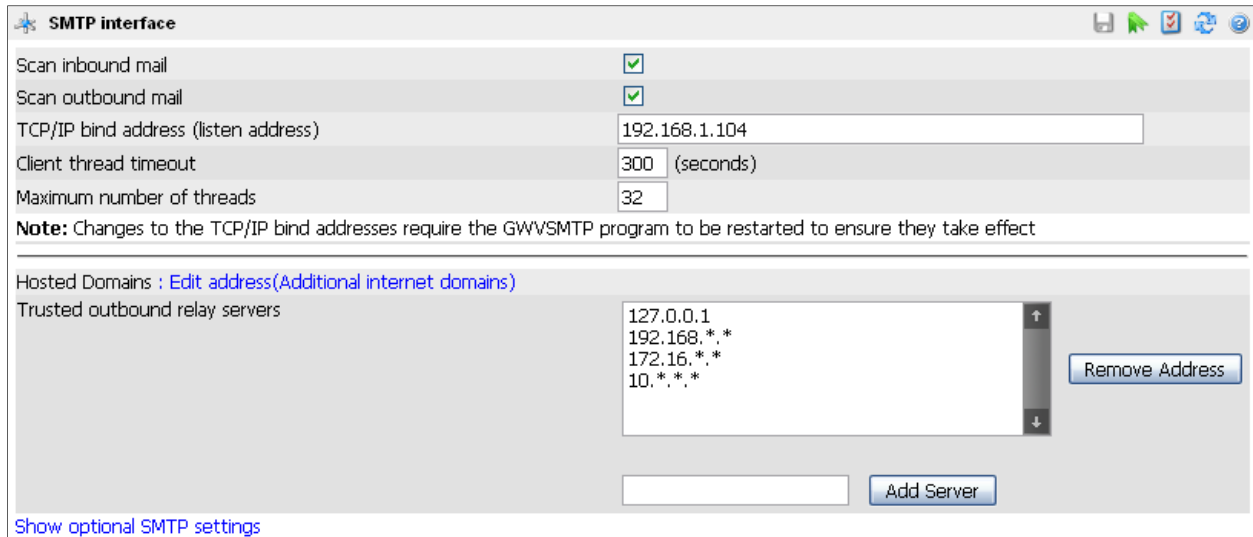 SMTP interface
Scan inbound mail
Scan outbound mail
TCP/IP bind address (listen address) 192.168.1.104
Client thread timeout 300 (seconds)
Maximum number of threads 32
Note: Changes to the TCP/IP bind addresses require the GWVSMTP program to be restarted to ensure they take effect
Hosted Domains : Edit address(Additional internet domains)
Trusted outbound relay servers
127.0.0.1
192.168.*.*
172.16.*.*
10.*.*.*
Remove Address
Add Server
Show optional SMTP settings